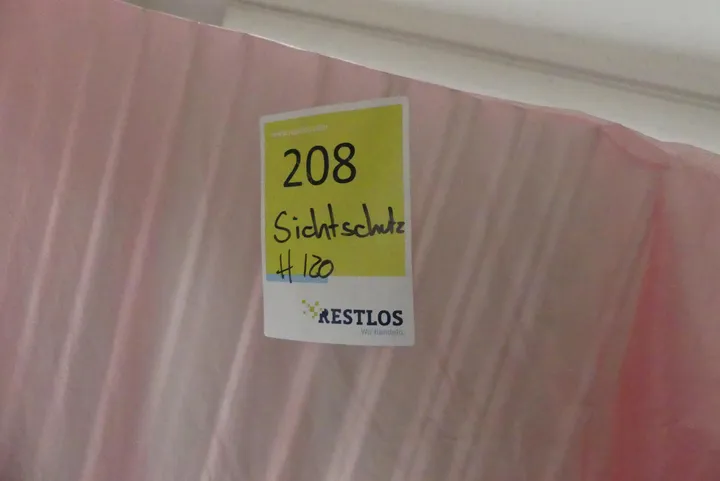 208
Sichtschutz
H 120
RESTLOS